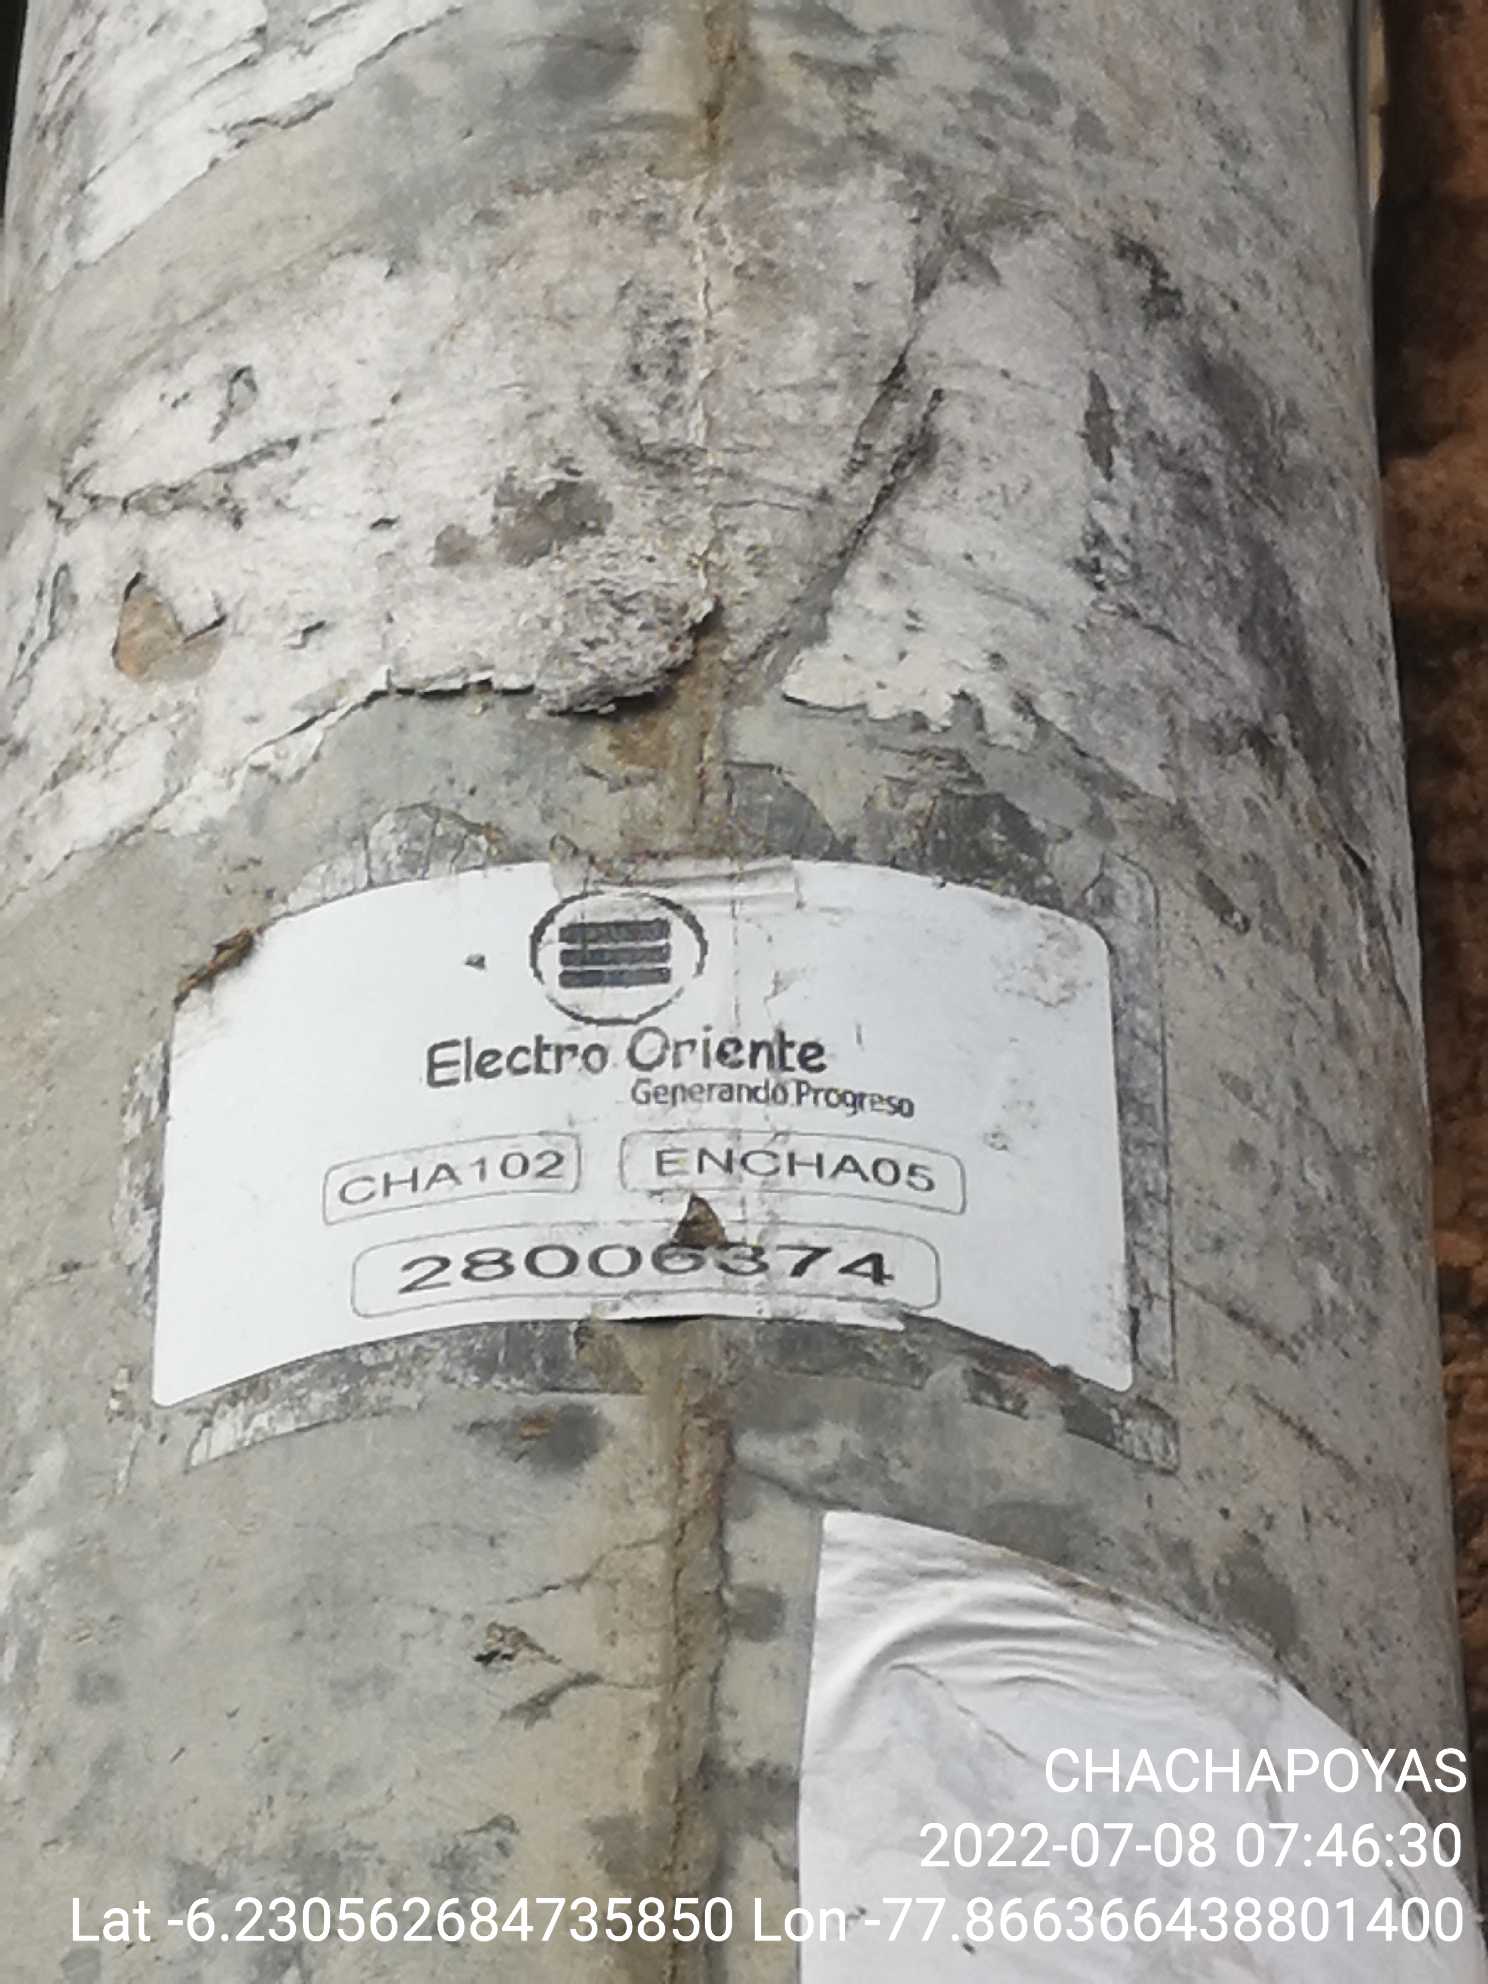 Electro Oriente
Generando Progreso
CHA102 ENCHA05
28006374
CHACHAPOYAS
2022-07-08 07:46:30
Lat -6.230562684735850 Lon -77.866366438801400